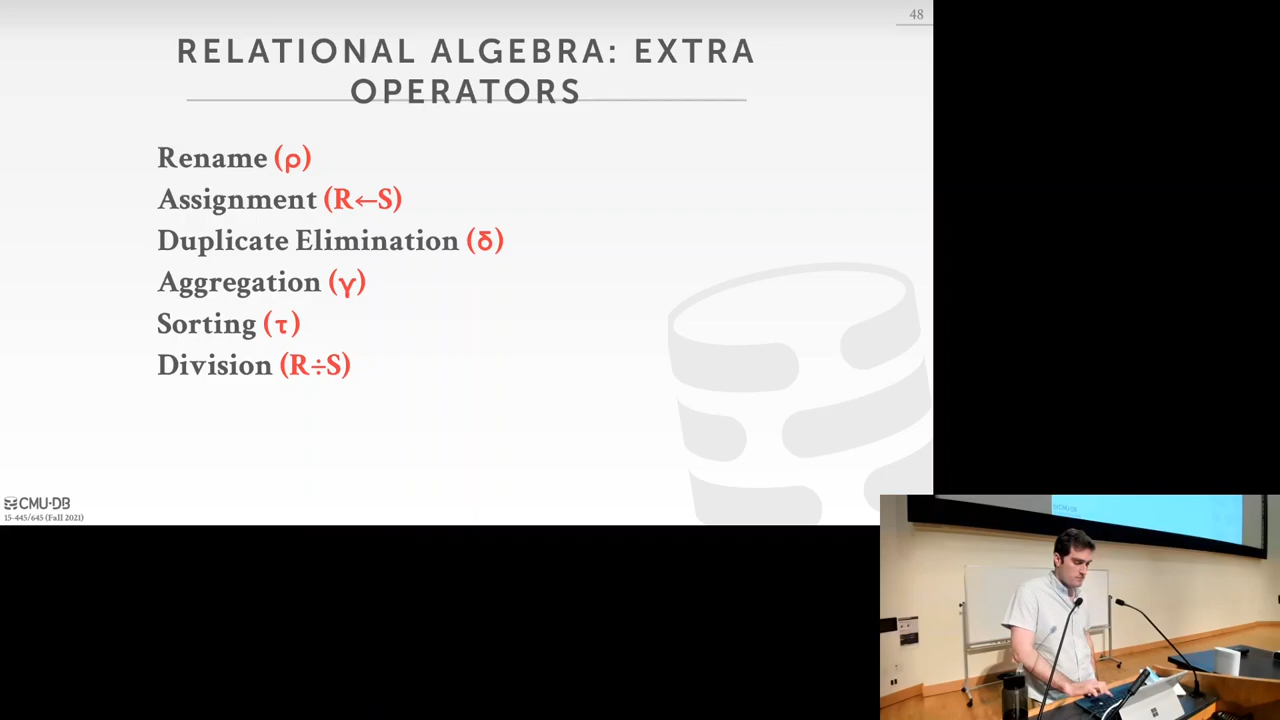 48
RELATIONAL ALGEBRA: EXTRA
OPERATORS
Rename (ρ)
Assignment (R←S)
Duplicate Elimination (δ)
Aggregation (γ)
Sorting (τ)
Division (R÷S)
CMU·DB
15-445/645 (Fall 2021)